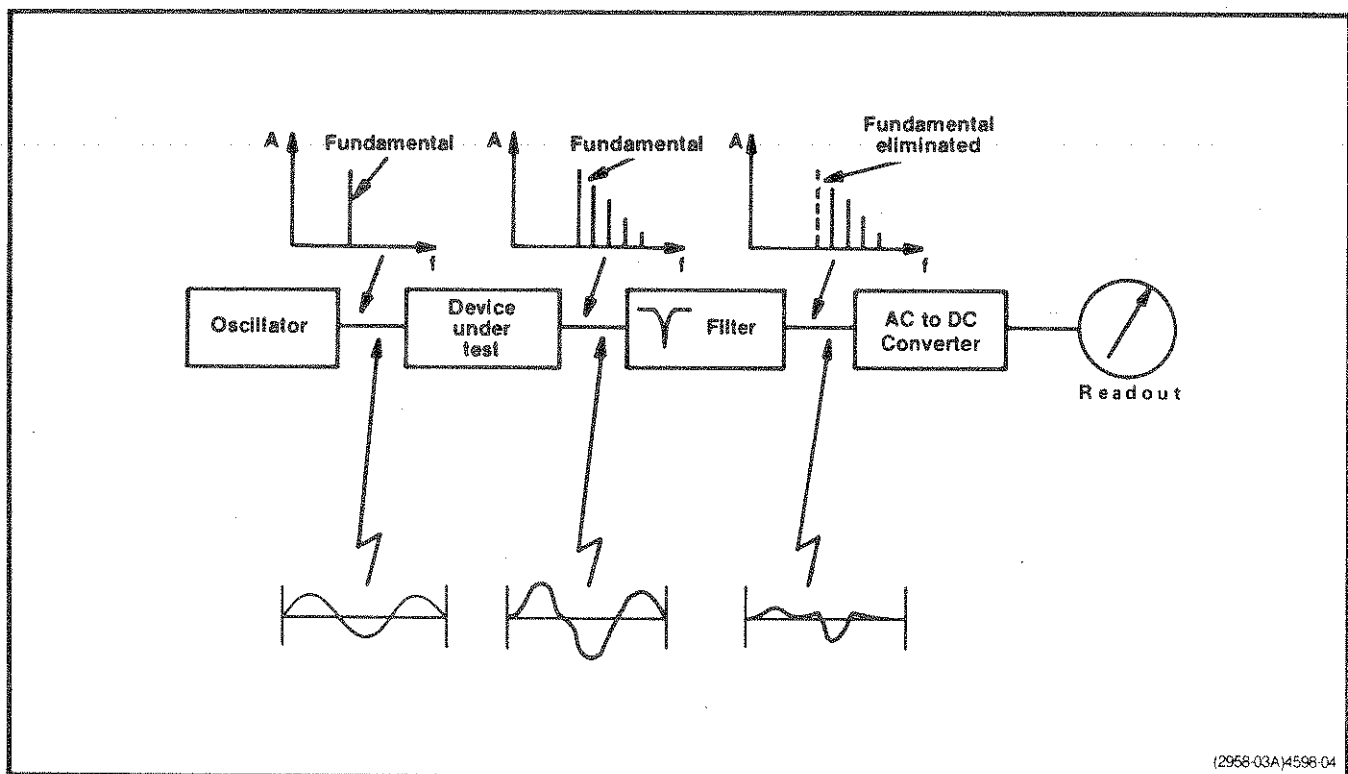 A
Fundamental
f
A
Fundamental
f
A
Fundamental
eliminated
f
Oscillator
Device
under
test
Filter
AC to DC
Converter
Readout
(2958-03A)4598-04